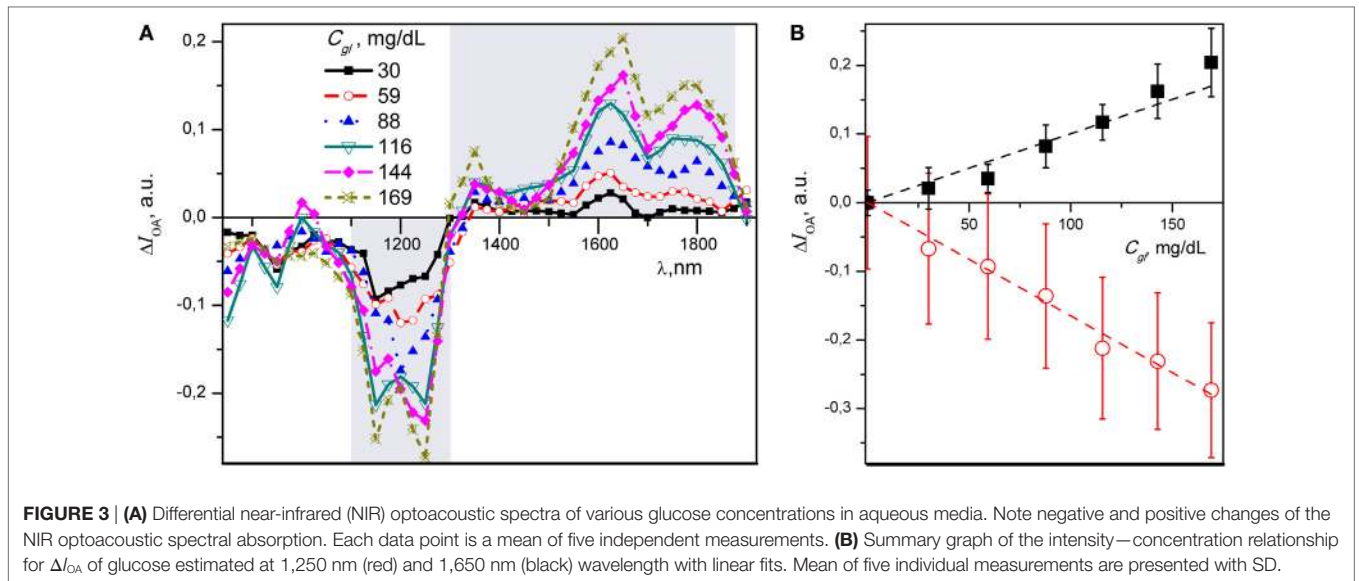 A
C_gl, mg/dL
30
59
88
116
144
169
0,2
0,1
0,0
-0,1
-0,2
ΔI_OA, a.u.
1200
1400
1600
1800
λ,nm
B
0,2
0,1
0,0
-0,1
-0,2
-0,3
ΔI_OA, a.u.
50
100
150
C_gl, mg/dL
FIGURE 3 | (A) Differential near-infrared (NIR) optoacoustic spectra of various glucose concentrations in aqueous media. Note negative and positive changes of the
NIR optoacoustic spectral absorption. Each data point is a mean of five independent measurements. (B) Summary graph of the intensity—concentration relationship
for ΔI_OA of glucose estimated at 1,250 nm (red) and 1,650 nm (black) wavelength with linear fits. Mean of five individual measurements are presented with SD.